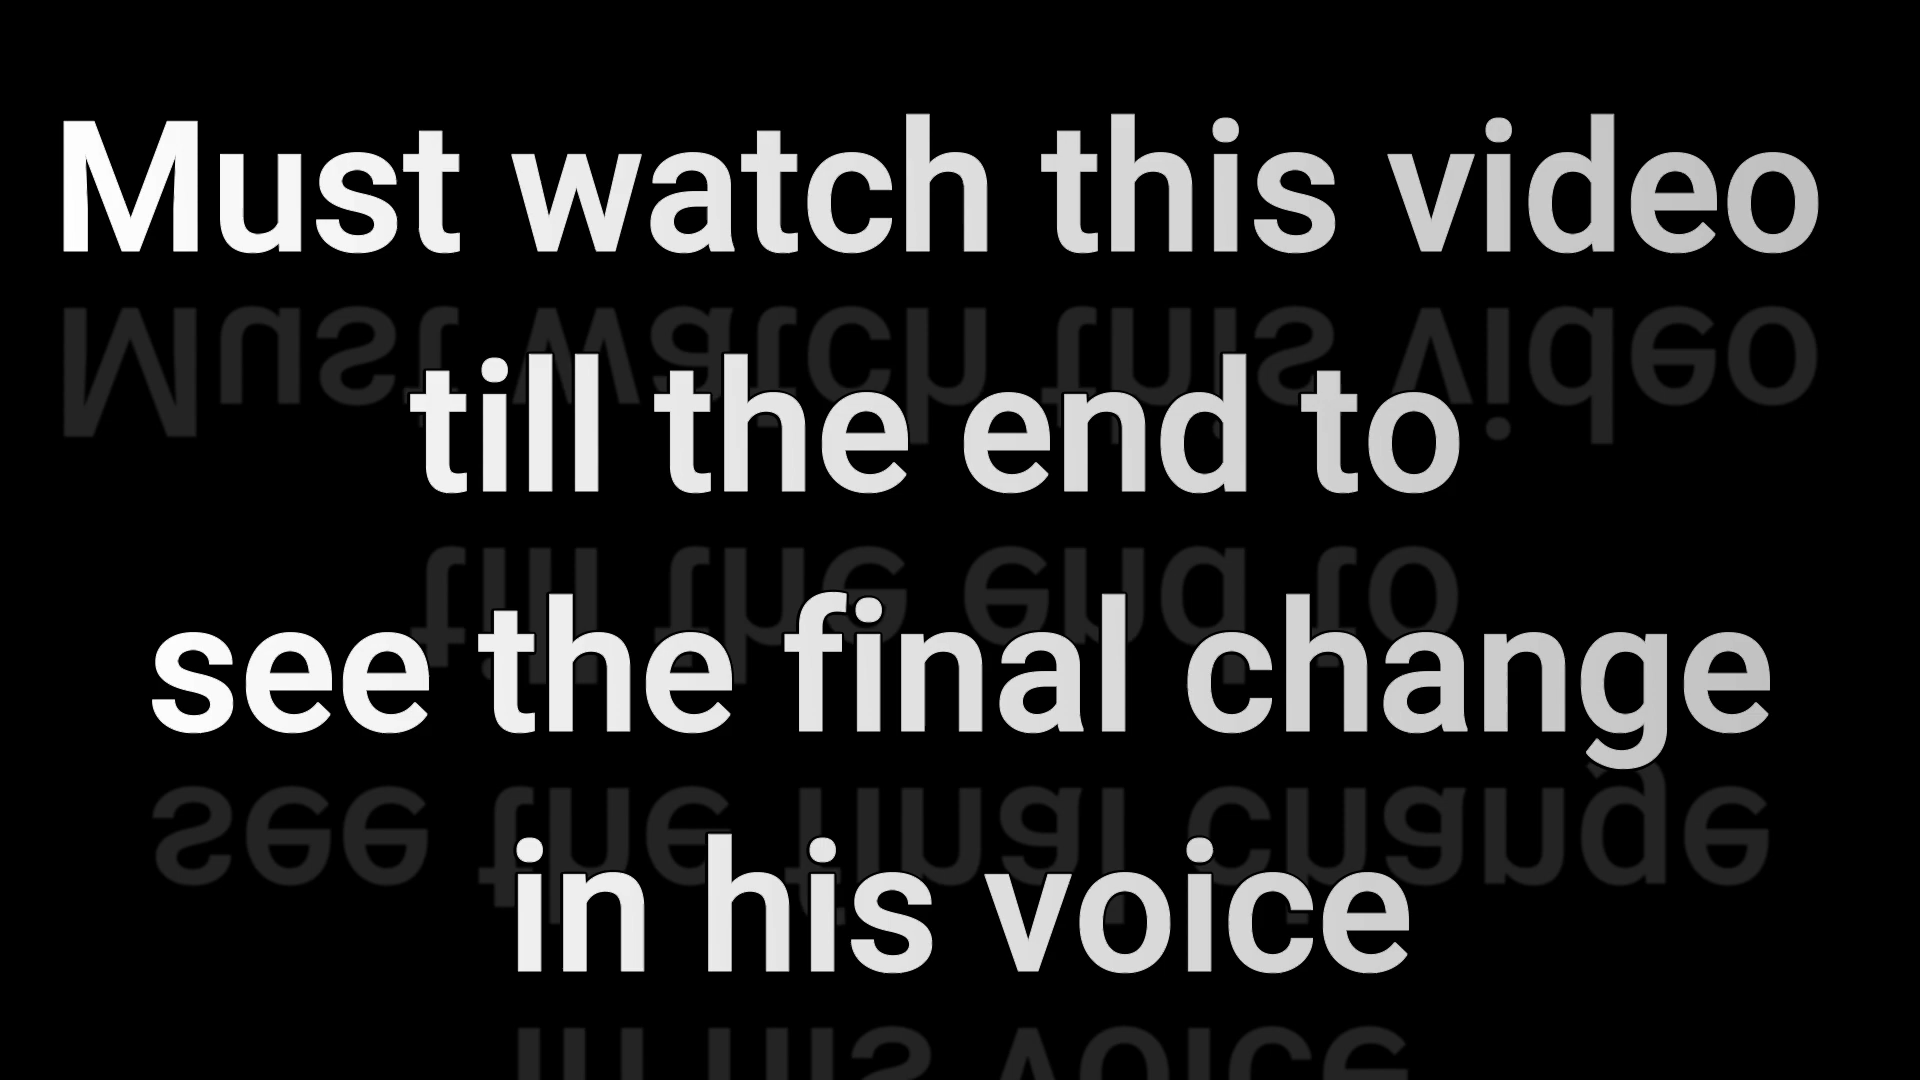 Must watch this video
till the end to
see the final change
in his voice